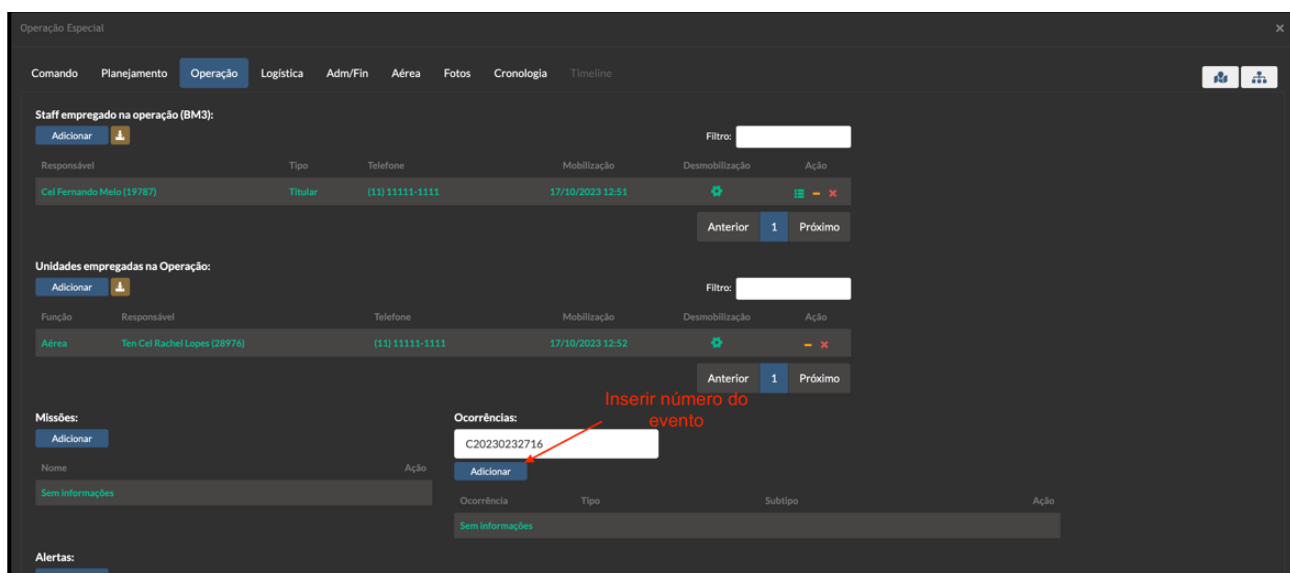 Operação Especial ×
Comando Planejamento Operação Logística Adm/Fin Aérea Fotos Cronologia Timeline
Staff empregado na operação (BM3):
Adicionar Filtro:
Responsável Tipo Telefone Mobilização Desmobilização Ação
Cel Fernando Melo (19787) Titular (11) 11111-1111 17/10/2023 12:51
Anterior 1 Próximo
Unidades empregadas na Operação:
Adicionar Filtro:
Função Responsável Telefone Mobilização Desmobilização Ação
Aérea Ten Cel Rachel Lopes (28976) (11) 11111-1111 17/10/2023 12:52
Anterior 1 Próximo
Inserir número do
evento
Missões: Ocorrências:
Adicionar C20230232716
Adicionar
Nome Ação
Sem informações
Ocorrência Tipo Subtipo Ação
Sem informações
Alertas: